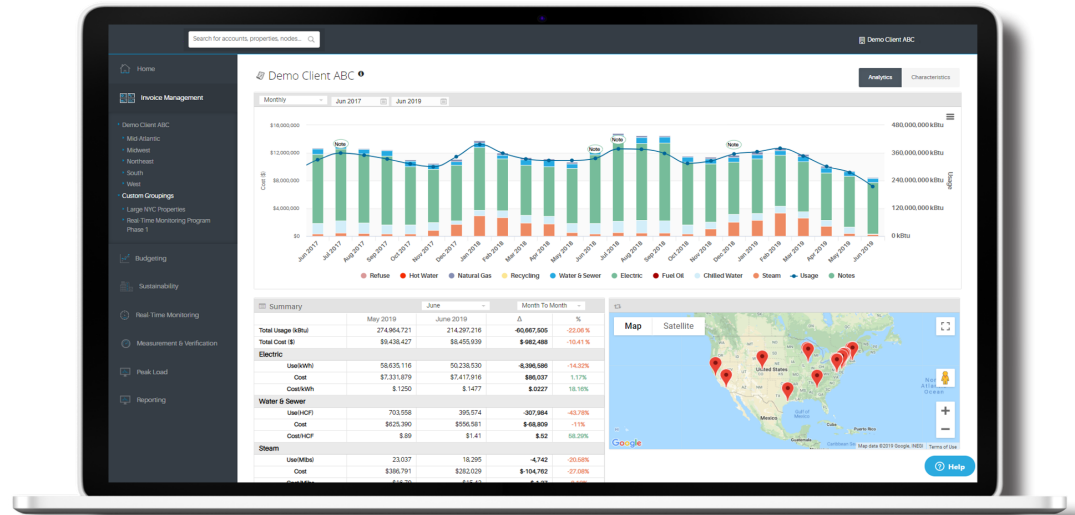 Search for accounts, properties, nodes...
Demo Client ABC
Home
Invoice Management
Demo Client ABC
Mid Atlantic
Midwest
Northeast
South
West
Custom Groupings
Large NYC Properties
Real Time Monitoring Program
Phase 1
Budgeting
Sustainability
Real-Time Monitoring
Measurement & Verification
Peak Load
Reporting
Demo Client ABC
Analytics
Characteristics
Monthly
Jun 2017
Jun 2019
$16,000,000
$12,000,000
$8,000,000
$4,000,000
$0
Cost ($)
Note
Note
Note
Note
480,000,000 kBtu
360,000,000 kBtu
240,000,000 kBtu
120,000,000 kBtu
0 kBtu
Usage
Jun 2017
Jul 2017
Aug 2017
Sep 2017
Oct 2017
Nov 2017
Dec 2017
Jan 2018
Feb 2018
Mar 2018
Apr 2018
May 2018
Jun 2018
Jul 2018
Aug 2018
Sep 2018
Oct 2018
Nov 2018
Dec 2018
Jan 2019
Feb 2019
Mar 2019
Apr 2019
May 2019
Jun 2019
Refuse Hot Water Natural Gas Recycling Water & Sewer Electric Fuel Oil Chilled Water Steam Usage Notes
Summary June Month To Month
May 2019 June 2019 Δ %
Total Usage (kBtu) 274,964,721 214,297,216 -60,667,505 -22.06 %
Total Cost ($) $9,438,427 $8,455,939 $-982,488 -10.41 %
Electric
Use(kWh) 58,635,116 50,238,530 -8,396,586 -14.32%
Cost $7,331,879 $7,417,916 $86,037 1.17%
Cost/kWh $.1250 $.1477 $.0227 18.16%
Water & Sewer
Use(HCF) 703,558 395,574 -307,984 -43.78%
Cost $625,390 $556,581 $-68,809 -11%
Cost/HCF $.89 $1.41 $.52 58.29%
Steam
Use(Mlbs) 23,037 18,295 -4,742 -20.58%
Cost $386,791 $282,029 $-104,762 -27.08%
Map
Satellite
United States
Mexico
Gulf of
Mexico
Cuba
Puerto Rico
Guatemala
Caribbean Sea
Ocean
Google
Map data ©2019 Google, INEGI
Terms of Use
Help